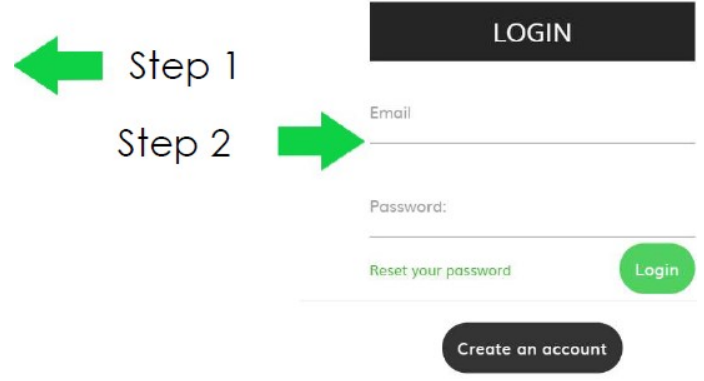 LOGIN
Step 1
Email
Step 2
Password:
Reset your password
Login
Create an account